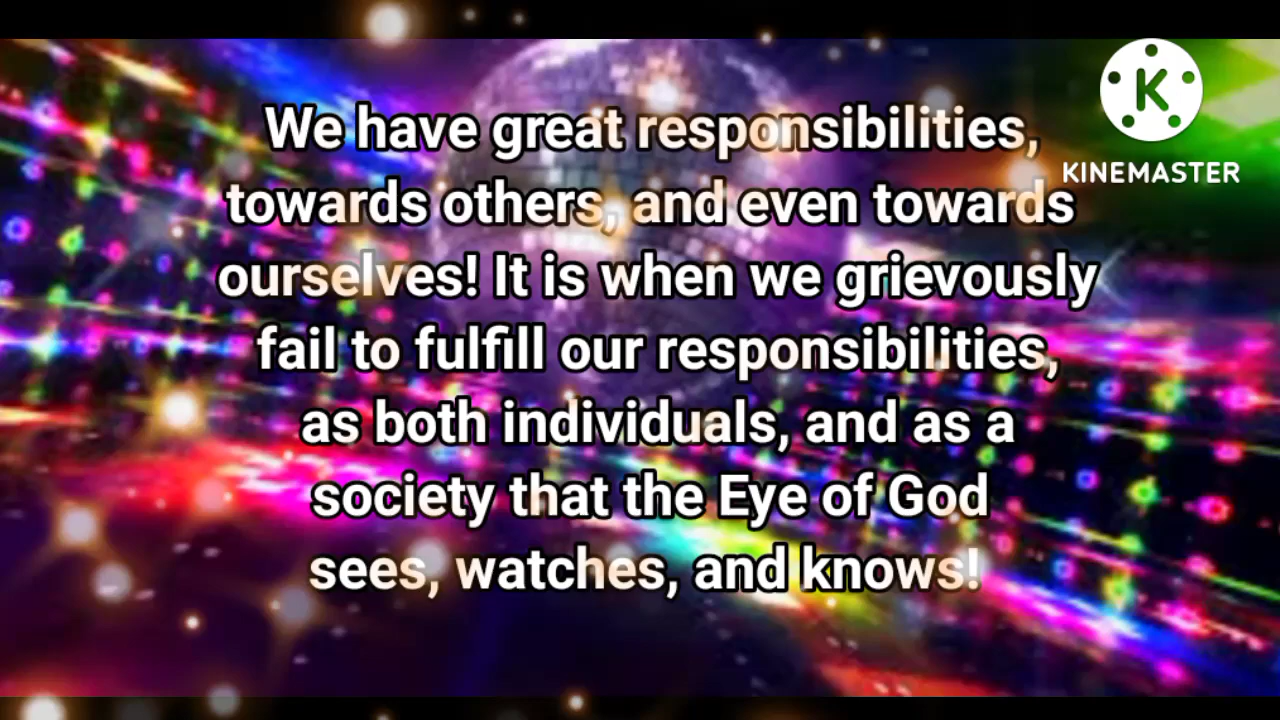 We have great responsibilities,
towards others, and even towards
ourselves! It is when we grievously
fail to fulfill our responsibilities,
as both individuals, and as a
society that the Eye of God
sees, watches, and knows!
K
KINEMASTER